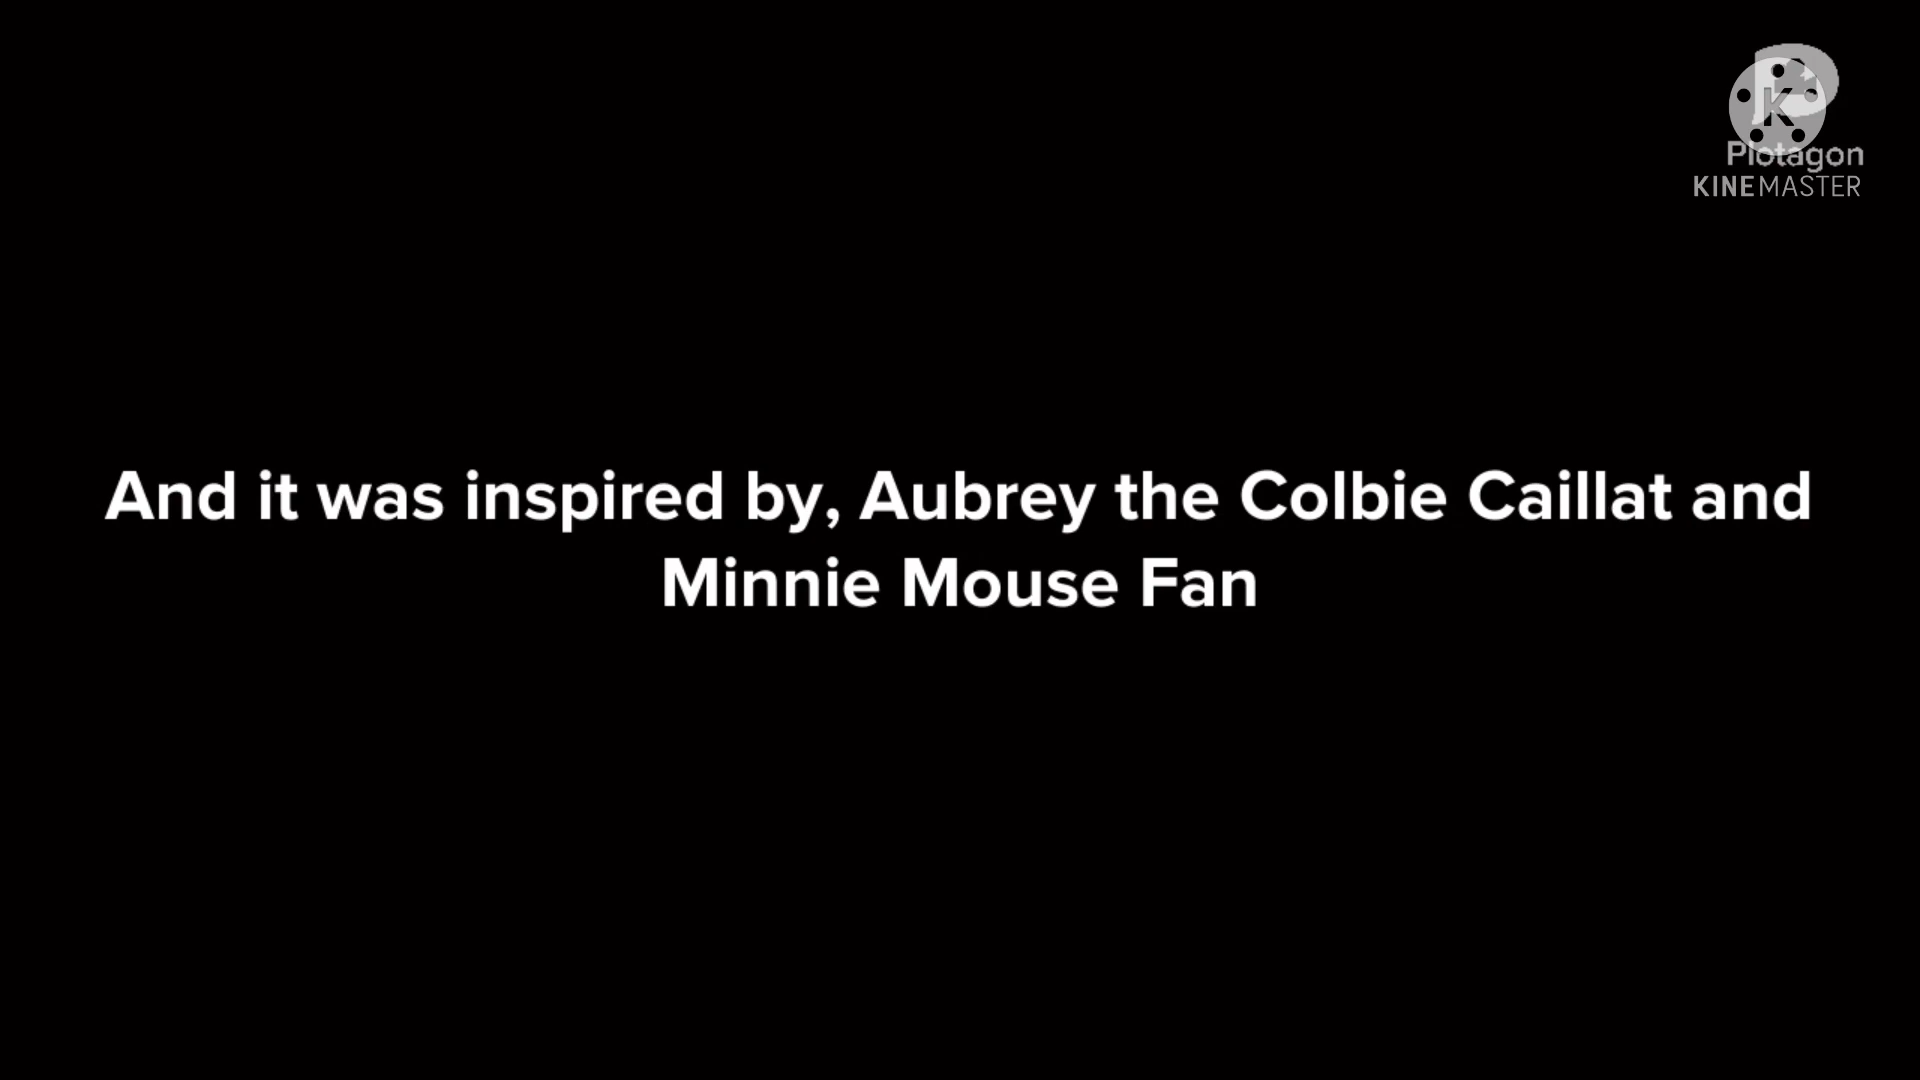 Plotagon
KINEMASTER
And it was inspired by, Aubrey the Colbie Caillat and
Minnie Mouse Fan